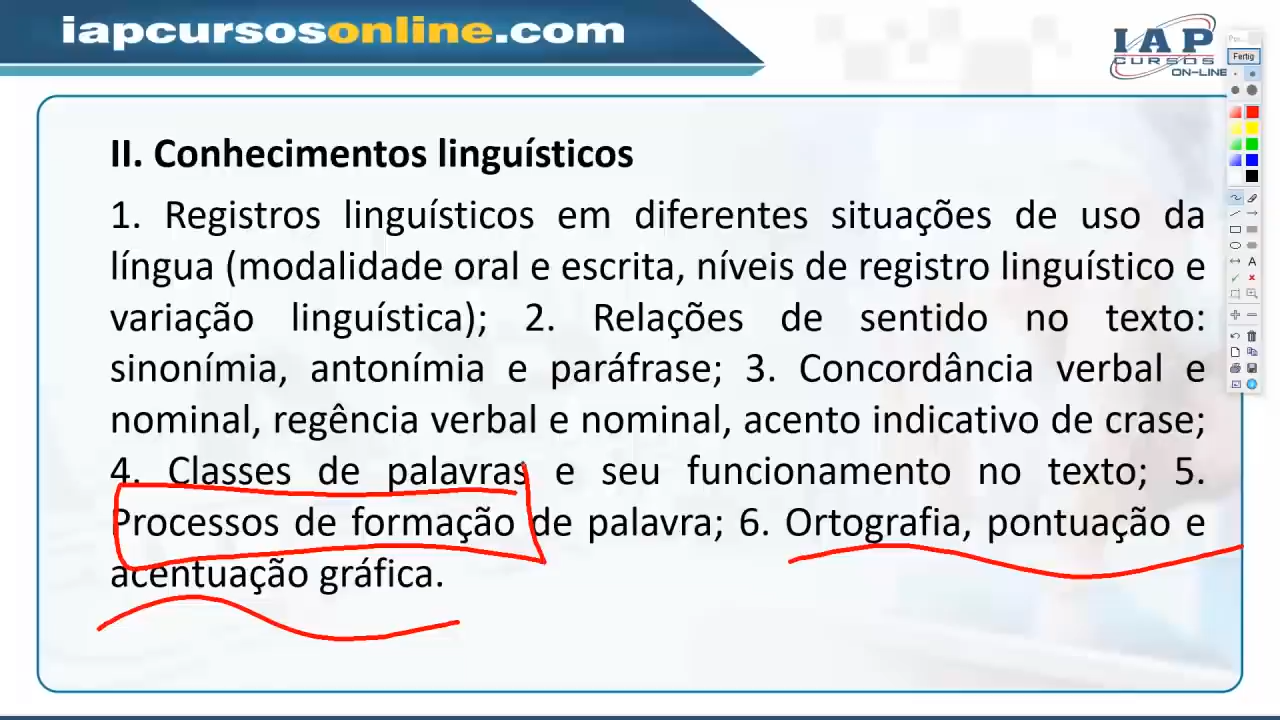 iapcursosonline.com
IAP
CURSOS
ON-LINE
Fertig
II. Conhecimentos linguísticos
1. Registros linguísticos em diferentes situações de uso da
língua (modalidade oral e escrita, níveis de registro linguístico e
variação linguística); 2. Relações de sentido no texto:
sinonímia, antonímia e paráfrase; 3. Concordância verbal e
nominal, regência verbal e nominal, acento indicativo de crase;
4. Classes de palavras e seu funcionamento no texto; 5.
Processos de formação de palavra; 6. Ortografia, pontuação e
acentuação gráfica.